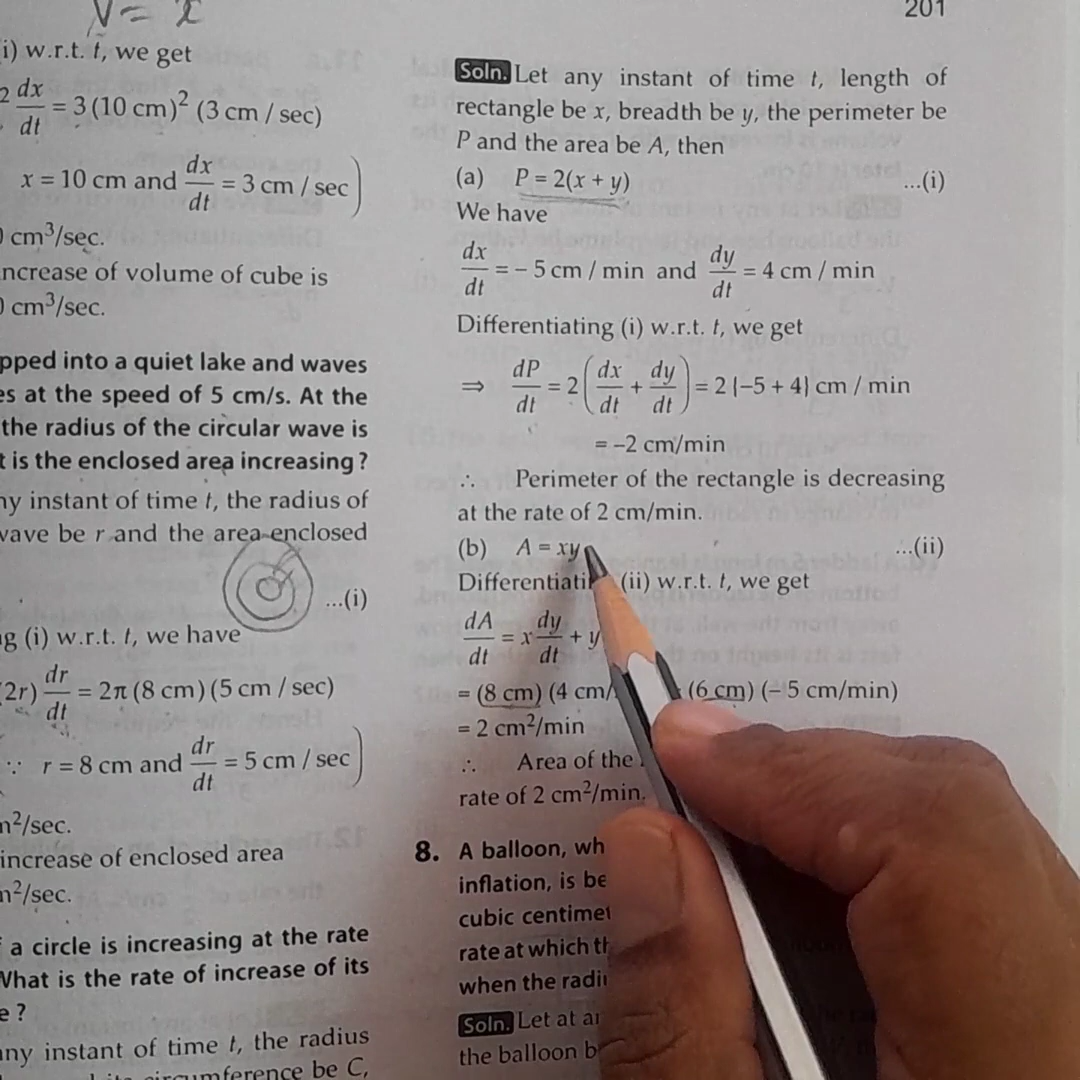 V = x
201
i) w.r.t. t, we get
2 dx/dt = 3 (10 cm)² (3 cm / sec)
x = 10 cm and dx/dt = 3 cm / sec )
cm³/sec.
ncrease of volume of cube is
cm³/sec.
pped into a quiet lake and waves
es at the speed of 5 cm/s. At the
the radius of the circular wave is
t is the enclosed area increasing ?
ny instant of time t, the radius of
wave be r and the area enclosed
...(i)
g (i) w.r.t. t, we have
(2r) dr/dt = 2π (8 cm) (5 cm / sec)
∵ r = 8 cm and dr/dt = 5 cm / sec )
m²/sec.
increase of enclosed area
m²/sec.
a circle is increasing at the rate
What is the rate of increase of its
e ?
ny instant of time t, the radius
circumference be C,
Soln. Let any instant of time t, length of
rectangle be x, breadth be y, the perimeter be
P and the area be A, then
(a) P = 2(x + y) ...(i)
We have
dx/dt = – 5 cm / min and dy/dt = 4 cm / min
Differentiating (i) w.r.t. t, we get
⇒ dP/dt = 2 ( dx/dt + dy/dt ) = 2 {–5 + 4} cm / min
= –2 cm/min
∴ Perimeter of the rectangle is decreasing
at the rate of 2 cm/min.
(b) A = xy ...(ii)
Differentiati (ii) w.r.t. t, we get
dA/dt = x dy/dt + y
= (8 cm) (4 cm/ (6 cm) (– 5 cm/min)
= 2 cm²/min
∴ Area of the
rate of 2 cm²/min.
8. A balloon, wh
inflation, is be
cubic centimet
rate at which th
when the radi
Soln. Let at a
the balloon b